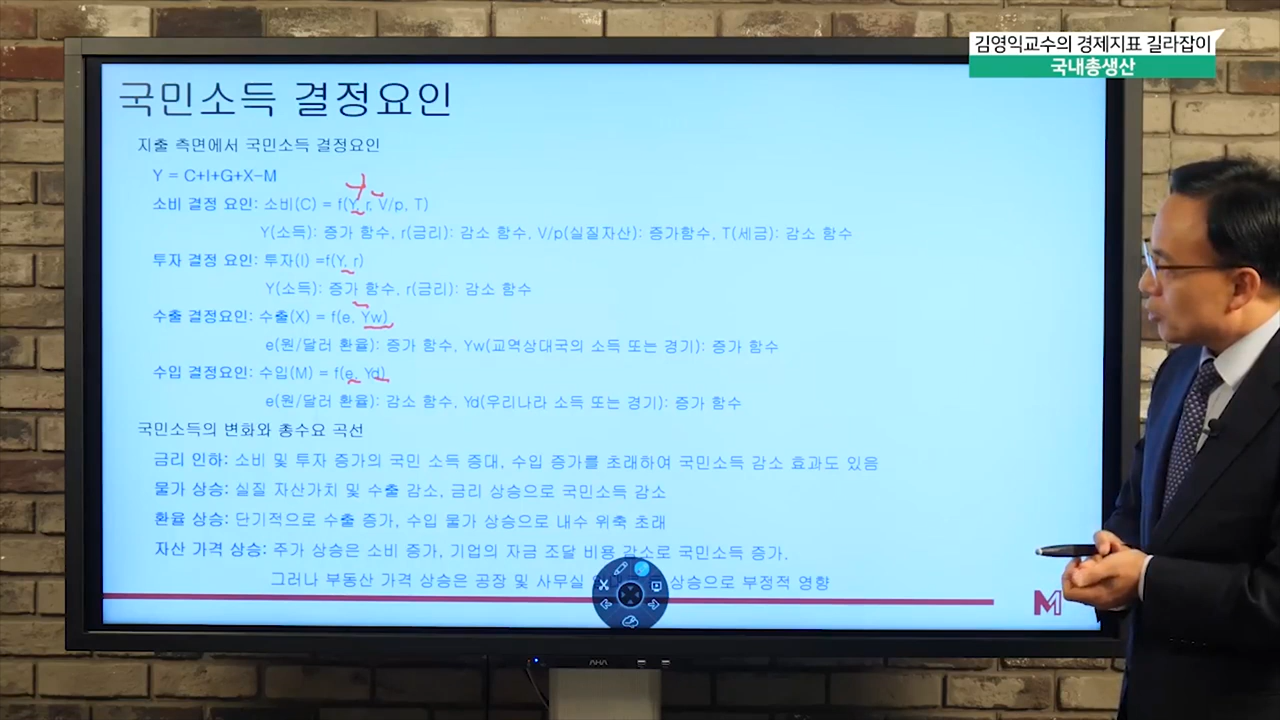 김영익교수의 경제지표 길라잡이
국내총생산
국민소득 결정요인
지출 측면에서 국민소득 결정요인
Y = C+I+G+X-M
소비 결정 요인: 소비(C) = f(Y, r, V/p, T)
Y(소득): 증가 함수, r(금리): 감소 함수, V/p(실질자산): 증가함수, T(세금): 감소 함수
투자 결정 요인: 투자(I) =f(Y, r)
Y(소득): 증가 함수, r(금리): 감소 함수
수출 결정요인: 수출(X) = f(e, Yw)
e(원/달러 환율): 증가 함수, Yw(교역상대국의 소득 또는 경기): 증가 함수
수입 결정요인: 수입(M) = f(e, Yd)
e(원/달러 환율): 감소 함수, Yd(우리나라 소득 또는 경기): 증가 함수
국민소득의 변화와 총수요 곡선
금리 인하: 소비 및 투자 증가의 국민 소득 증대, 수입 증가를 초래하여 국민소득 감소 효과도 있음
물가 상승: 실질 자산가치 및 수출 감소, 금리 상승으로 국민소득 감소
환율 상승: 단기적으로 수출 증가, 수입 물가 상승으로 내수 위축 초래
자산 가격 상승: 주가 상승은 소비 증가, 기업의 자금 조달 비용 감소로 국민소득 증가.
그러나 부동산 가격 상승은 공장 및 사무실 상승으로 부정적 영향
M
AHA